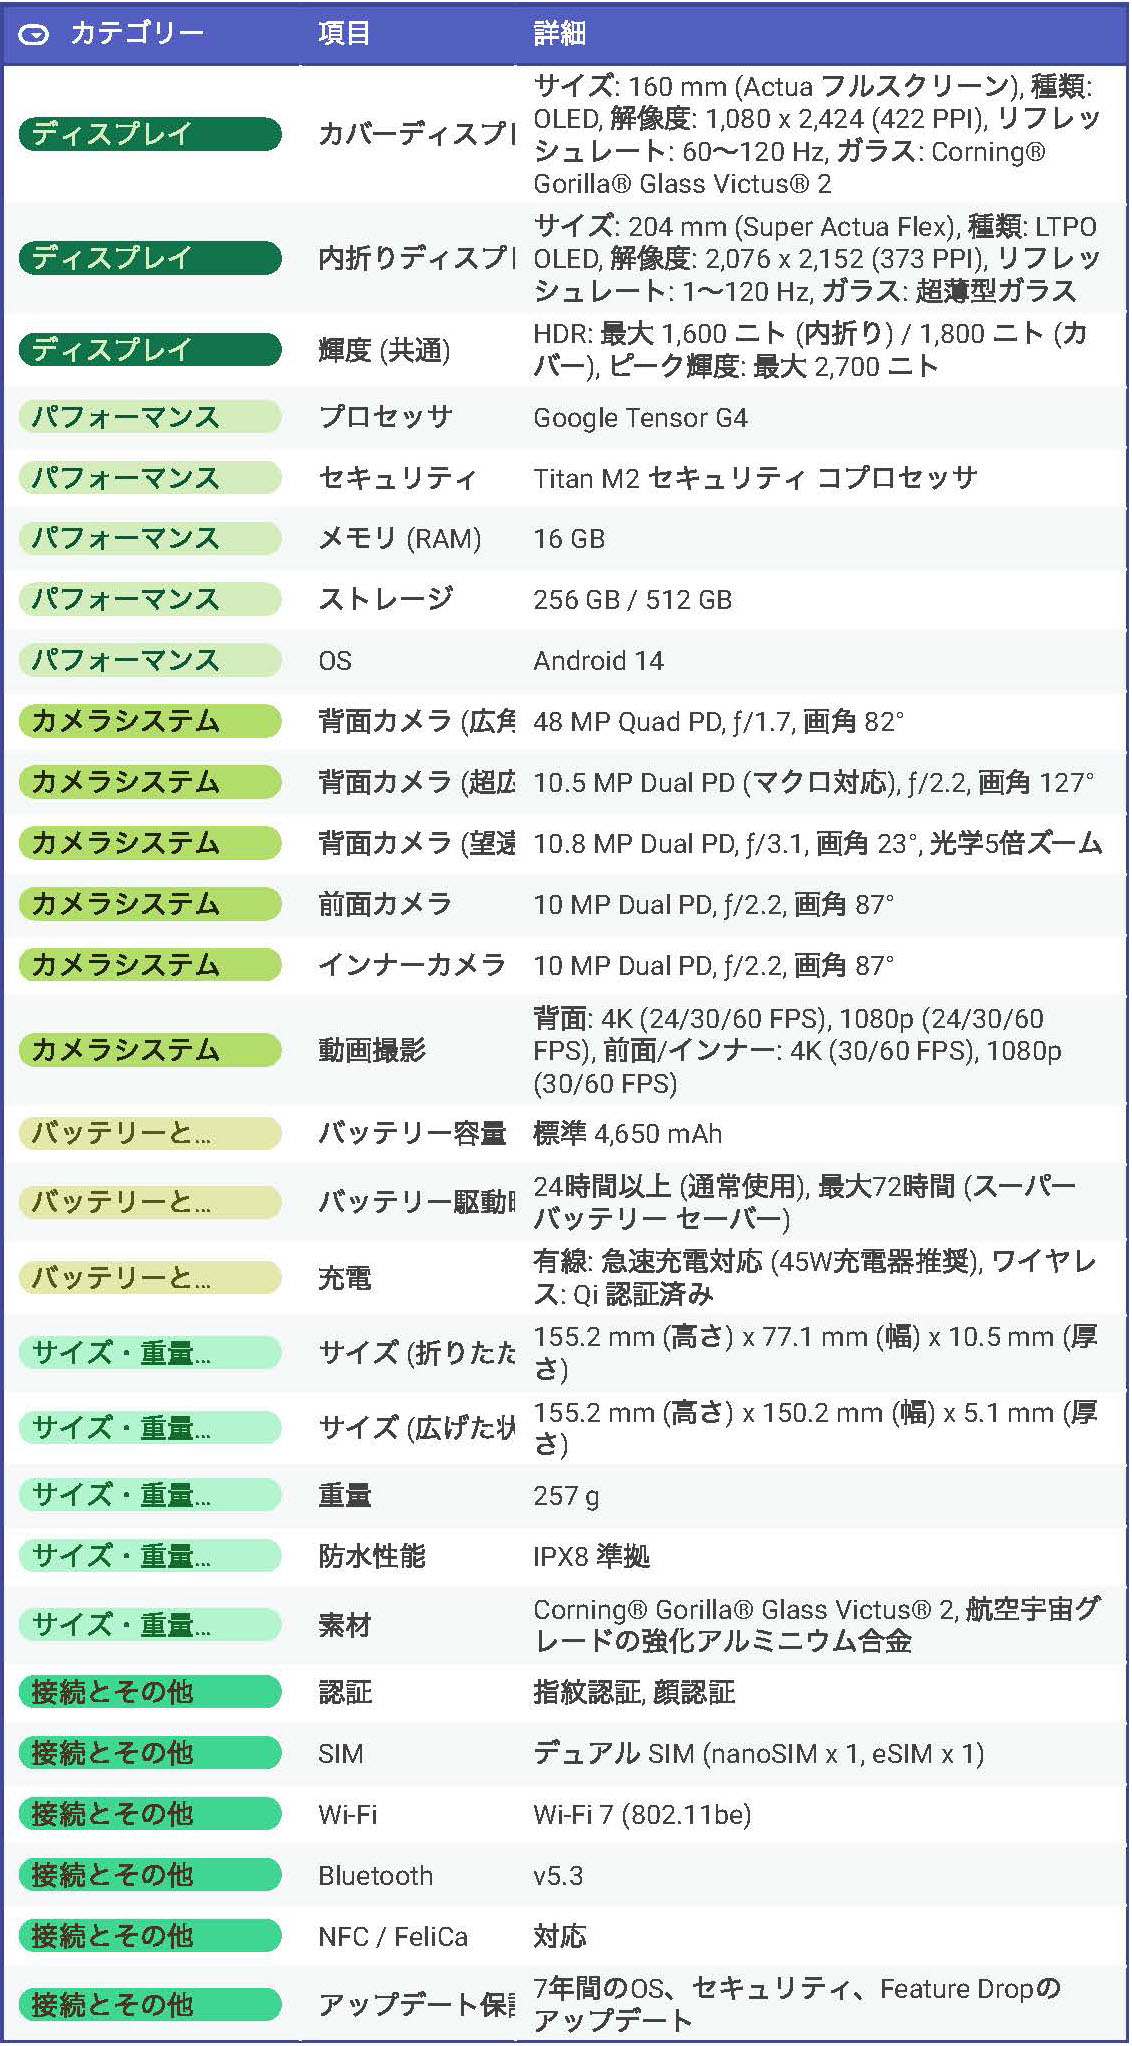 カテゴリー 項目 詳細
ディスプレイ カバーディスプ サイズ: 160 mm (Actua フルスクリーン), 種類:
OLED, 解像度: 1,080 x 2,424 (422 PPI), リフレッ
シュレート: 60～120 Hz, ガラス: Corning®
Gorilla® Glass Victus® 2
ディスプレイ 内折りディスプ サイズ: 204 mm (Super Actua Flex), 種類: LTPO
OLED, 解像度: 2,076 x 2,152 (373 PPI), リフレッ
シュレート: 1～120 Hz, ガラス: 超薄型ガラス
ディスプレイ 輝度 (共通) HDR: 最大 1,600 ニト (内折り) / 1,800 ニト (カ
バー), ピーク輝度: 最大 2,700 ニト
パフォーマンス プロセッサ Google Tensor G4
パフォーマンス セキュリティ Titan M2 セキュリティ コプロセッサ
パフォーマンス メモリ (RAM) 16 GB
パフォーマンス ストレージ 256 GB / 512 GB
パフォーマンス OS Android 14
カメラシステム 背面カメラ (広角 48 MP Quad PD, ƒ/1.7, 画角 82°
カメラシステム 背面カメラ (超広 10.5 MP Dual PD (マクロ対応), ƒ/2.2, 画角 127°
カメラシステム 背面カメラ (望遠 10.8 MP Dual PD, ƒ/3.1, 画角 23°, 光学5倍ズーム
カメラシステム 前面カメラ 10 MP Dual PD, ƒ/2.2, 画角 87°
カメラシステム インナーカメラ 10 MP Dual PD, ƒ/2.2, 画角 87°
カメラシステム 動画撮影 背面: 4K (24/30/60 FPS), 1080p (24/30/60
FPS), 前面/インナー: 4K (30/60 FPS), 1080p
(30/60 FPS)
バッテリーと... バッテリー容量 標準 4,650 mAh
バッテリーと... バッテリー駆動 24時間以上 (通常使用), 最大72時間 (スーパー
バッテリー セーバー)
バッテリーと... 充電 有線: 急速充電対応 (45W充電器推奨), ワイヤレ
ス: Qi 認証済み
サイズ・重量... サイズ (折りたた 155.2 mm (高さ) x 77.1 mm (幅) x 10.5 mm (厚
さ)
サイズ・重量... サイズ (広げた状 155.2 mm (高さ) x 150.2 mm (幅) x 5.1 mm (厚
さ)
サイズ・重量... 重量 257 g
サイズ・重量... 防水性能 IPX8 準拠
サイズ・重量... 素材 Corning® Gorilla® Glass Victus® 2, 航空宇宙グ
レードの強化アルミニウム合金
接続とその他 認証 指紋認証, 顔認証
接続とその他 SIM デュアル SIM (nanoSIM x 1, eSIM x 1)
接続とその他 Wi-Fi Wi-Fi 7 (802.11be)
接続とその他 Bluetooth v5.3
接続とその他 NFC / FeliCa 対応
接続とその他 アップデート保 7年間のOS、セキュリティ、Feature Dropの
アップデート